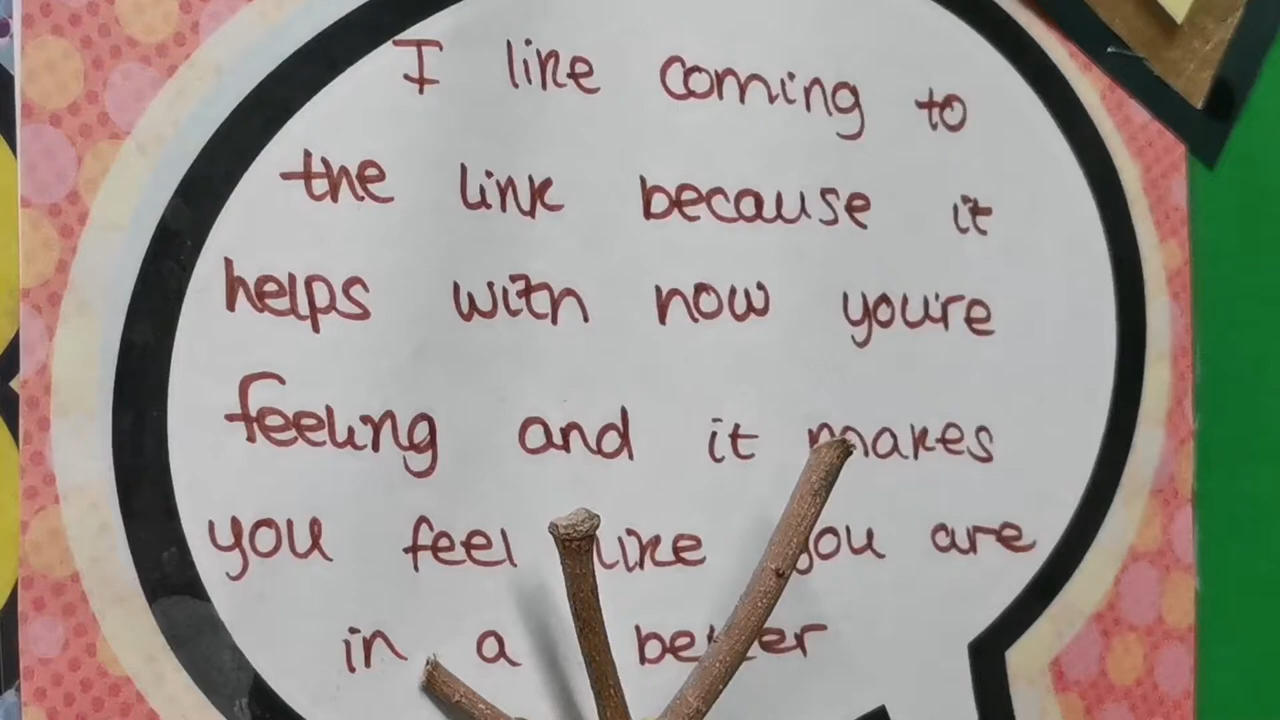 I like coming to
the link because it
helps with how you're
feeling and it makes
you feel like you are
in a better